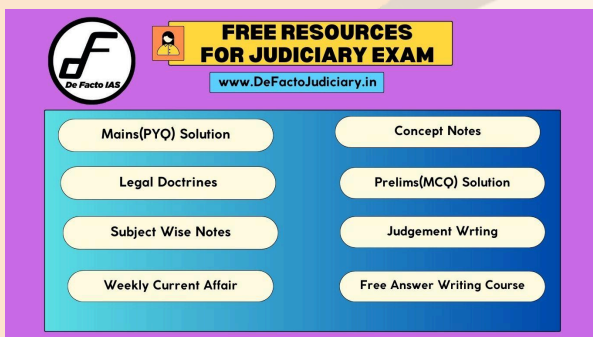 De Facto IAS
FREE RESOURCES
FOR JUDICIARY EXAM
www.DeFactoJudiciary.in
Mains(PYQ) Solution
Concept Notes
Legal Doctrines
Prelims(MCQ) Solution
Subject Wise Notes
Judgement Wrting
Weekly Current Affair
Free Answer Writing Course